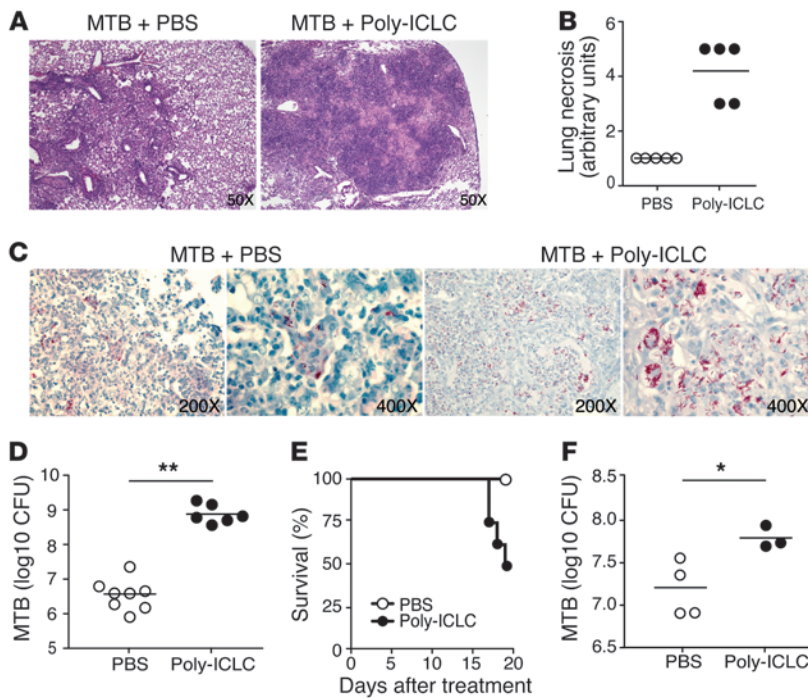 A
MTB + PBS
MTB + Poly-ICLC
50X
50X
B
Lung necrosis
(arbitrary units)
6
4
2
0
PBS
Poly-ICLC
C
MTB + PBS
MTB + Poly-ICLC
200X
400X
200X
400X
D
MTB (log10 CFU)
10
9
8
7
6
5
**
PBS
Poly-ICLC
E
Survival (%)
100
75
50
25
0
PBS
Poly-ICLC
0
5
10
15
20
Days after treatment
F
MTB (log10 CFU)
8.5
8.0
7.5
7.0
6.5
*
PBS
Poly-ICLC